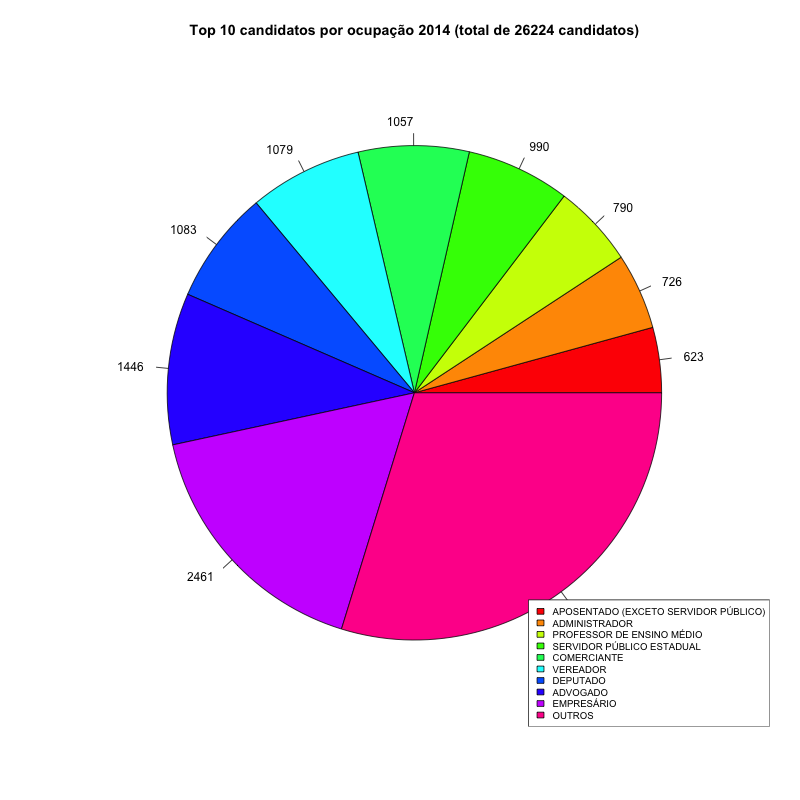 Top 10 candidatos por ocupação 2014 (total de 26224 candidatos)
1057
1079
990
790
1083
726
623
1446
2461
APOSENTADO (EXCETO SERVIDOR PÚBLICO)
ADMINISTRADOR
PROFESSOR DE ENSINO MÉDIO
SERVIDOR PÚBLICO ESTADUAL
COMERCIANTE
VEREADOR
DEPUTADO
ADVOGADO
EMPRESÁRIO
OUTROS